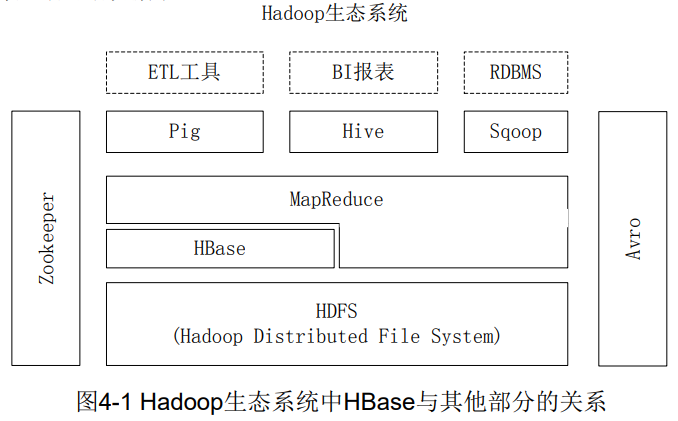 Hadoop生态系统
ETL工具
BI报表
RDBMS
Pig
Hive
Sqoop
Zookeeper
MapReduce
HBase
Avro
HDFS
(Hadoop Distributed File System)
图4-1 Hadoop生态系统中HBase与其他部分的关系